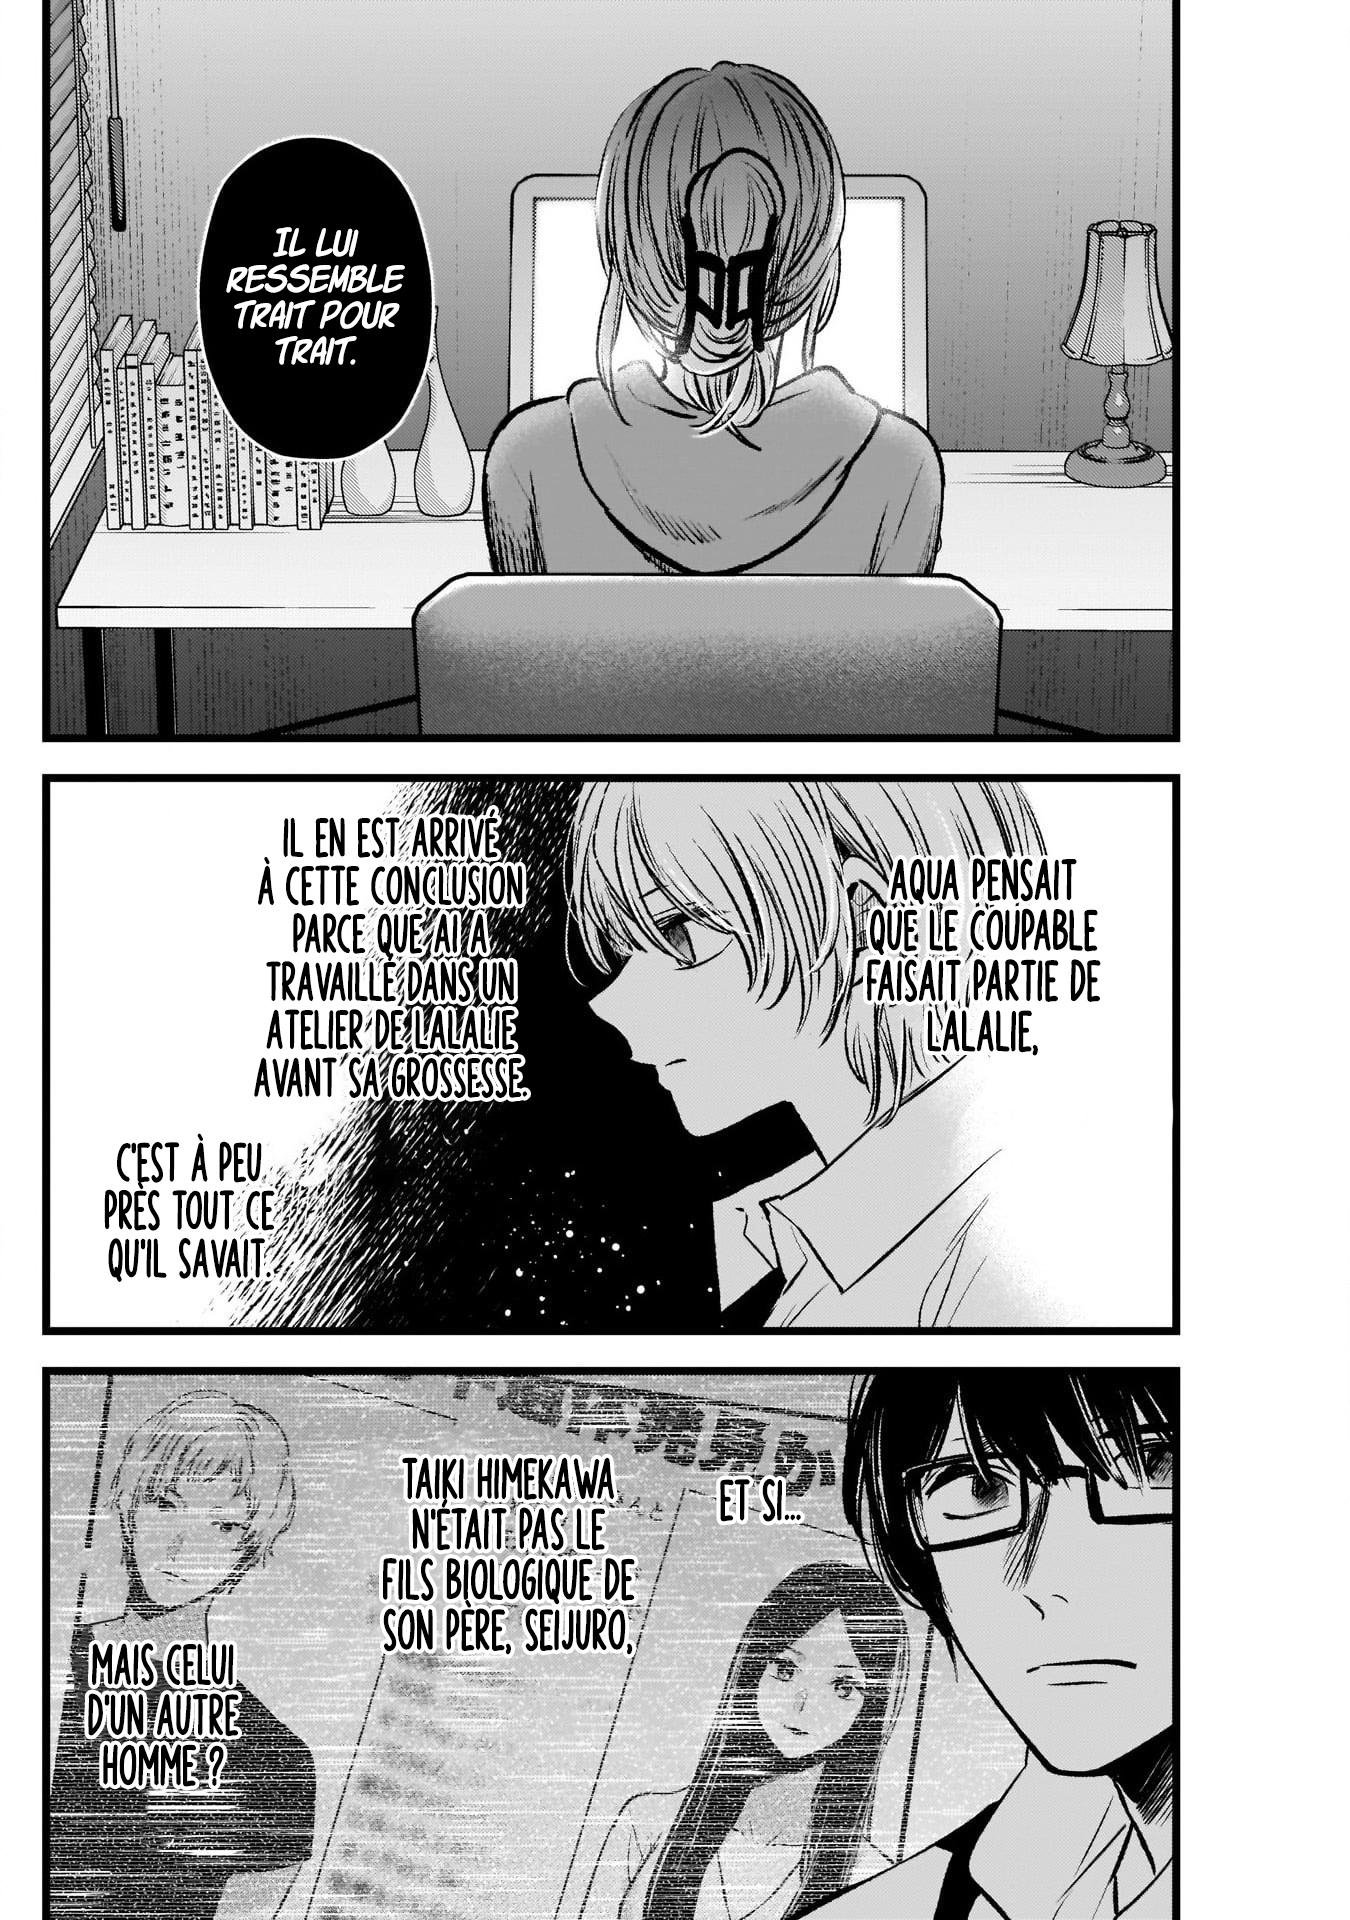 IL LUI
RESSEMBLE
TRAIT POUR
TRAIT.
AQUA PENSAIT
QUE LE COUPABLE
FAISAIT PARTIE DE
LALALIE,
IL EN EST ARRIVÉ
À CETTE CONCLUSION
PARCE QUE AI A
TRAVAILLÉ DANS UN
ATELIER DE LALALIE
AVANT SA GROSSESSE.
C'EST À PEU
PRÈS TOUT CE
QU'IL SAVAIT.
ET SI...
TAIKI HIMEKAWA
N'ÉTAIT PAS LE
FILS BIOLOGIQUE DE
SON PÈRE, SEIJURO,
MAIS CELUI
D'UN AUTRE
HOMME ?